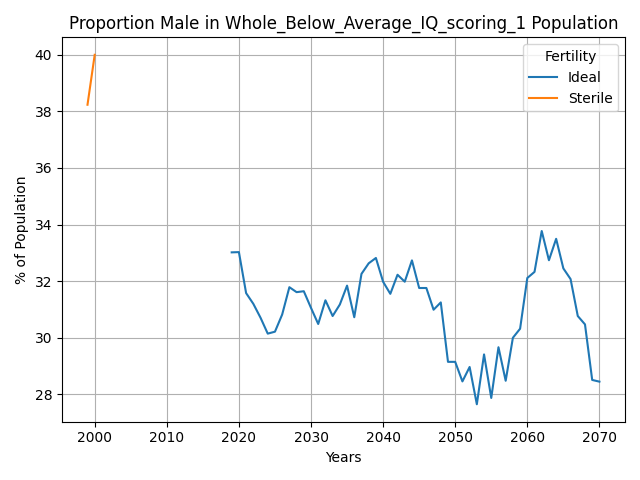 Proportion Male in Whole_Below_Average_IQ_scoring_1 Population
Fertility
Ideal
Sterile
% of Population
40
38
36
34
32
30
28
2000
2010
2020
2030
2040
2050
2060
2070
Years